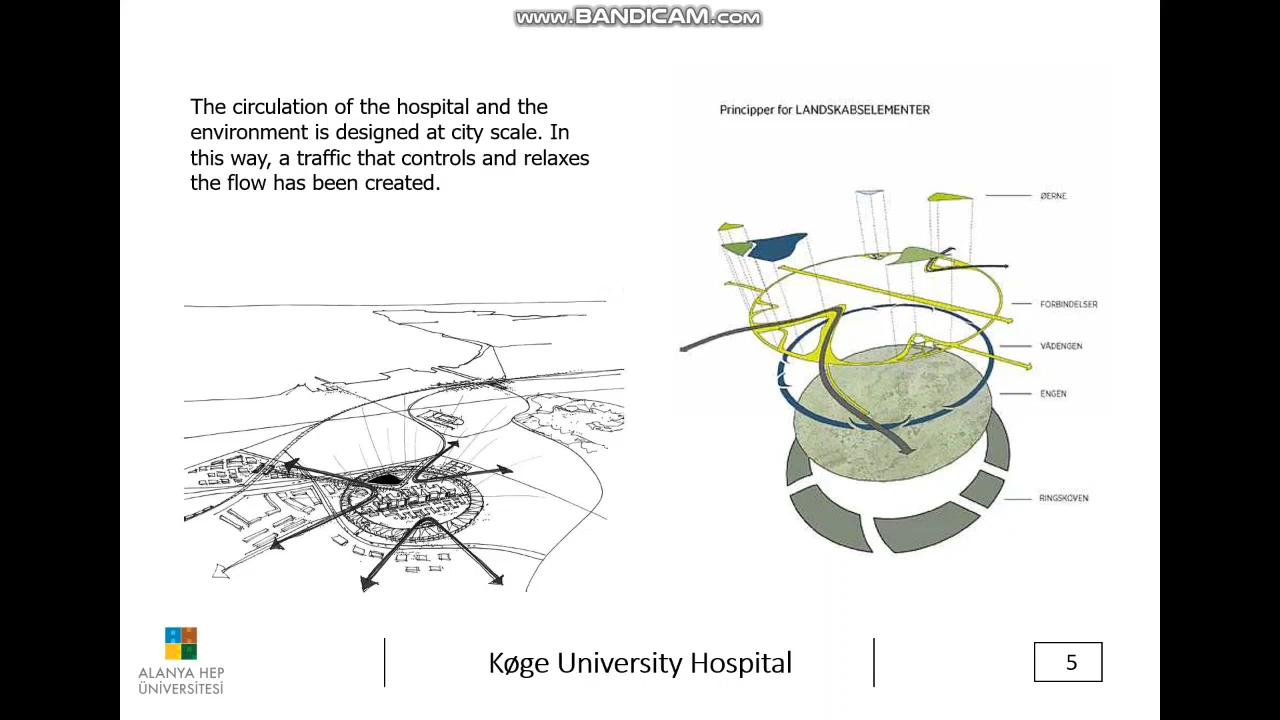 www.BANDICAM.com
The circulation of the hospital and the
environment is designed at city scale. In
this way, a traffic that controls and relaxes
the flow has been created.
Principper for LANDSKABSELEMENTER
ØERNE
FORBINDELSER
VÅDENGEN
ENGEN
RINGSKOVEN
ALANYA HEP
ÜNİVERSİTESİ
Køge University Hospital
5